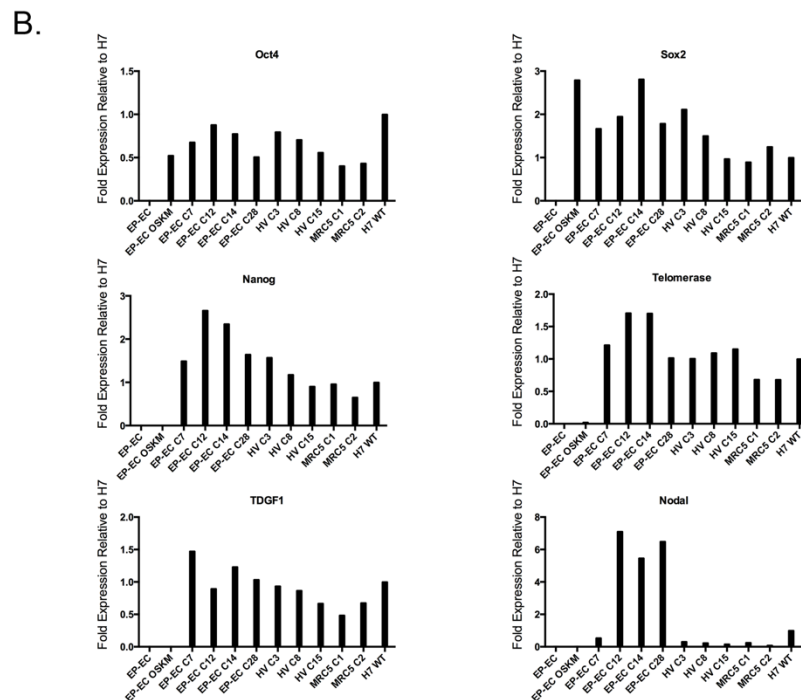 B.
Oct4
Fold Expression Relative to H7
1.5
1.0
0.5
0.0
EP-EC
EP-EC OSKM
EP-EC C7
EP-EC C12
EP-EC C14
EP-EC C28
HV C3
HV C8
HV C15
MRC5 C1
MRC5 C2
H7 WT
Sox2
Fold Expression Relative to H7
3
2
1
0
EP-EC
EP-EC OSKM
EP-EC C7
EP-EC C12
EP-EC C14
EP-EC C28
HV C3
HV C8
HV C15
MRC5 C1
MRC5 C2
H7 WT
Nanog
Fold Expression Relative to H7
3
2
1
0
EP-EC
EP-EC OSKM
EP-EC C7
EP-EC C12
EP-EC C14
EP-EC C28
HV C3
HV C8
HV C15
MRC5 C1
MRC5 C2
H7 WT
Telomerase
Fold Expression Relative to H7
2.0
1.5
1.0
0.5
0.0
EP-EC
EP-EC OSKM
EP-EC C7
EP-EC C12
EP-EC C14
EP-EC C28
HV C3
HV C8
HV C15
MRC5 C1
MRC5 C2
H7 WT
TDGF1
Fold Expression Relative to H7
2.0
1.5
1.0
0.5
0.0
EP-EC
EP-EC OSKM
EP-EC C7
EP-EC C12
EP-EC C14
EP-EC C28
HV C3
HV C8
HV C15
MRC5 C1
MRC5 C2
H7 WT
Nodal
Fold Expression Relative to H7
8
6
4
2
0
EP-EC
EP-EC OSKM
EP-EC C7
EP-EC C12
EP-EC C14
EP-EC C28
HV C3
HV C8
HV C15
MRC5 C1
MRC5 C2
H7 WT